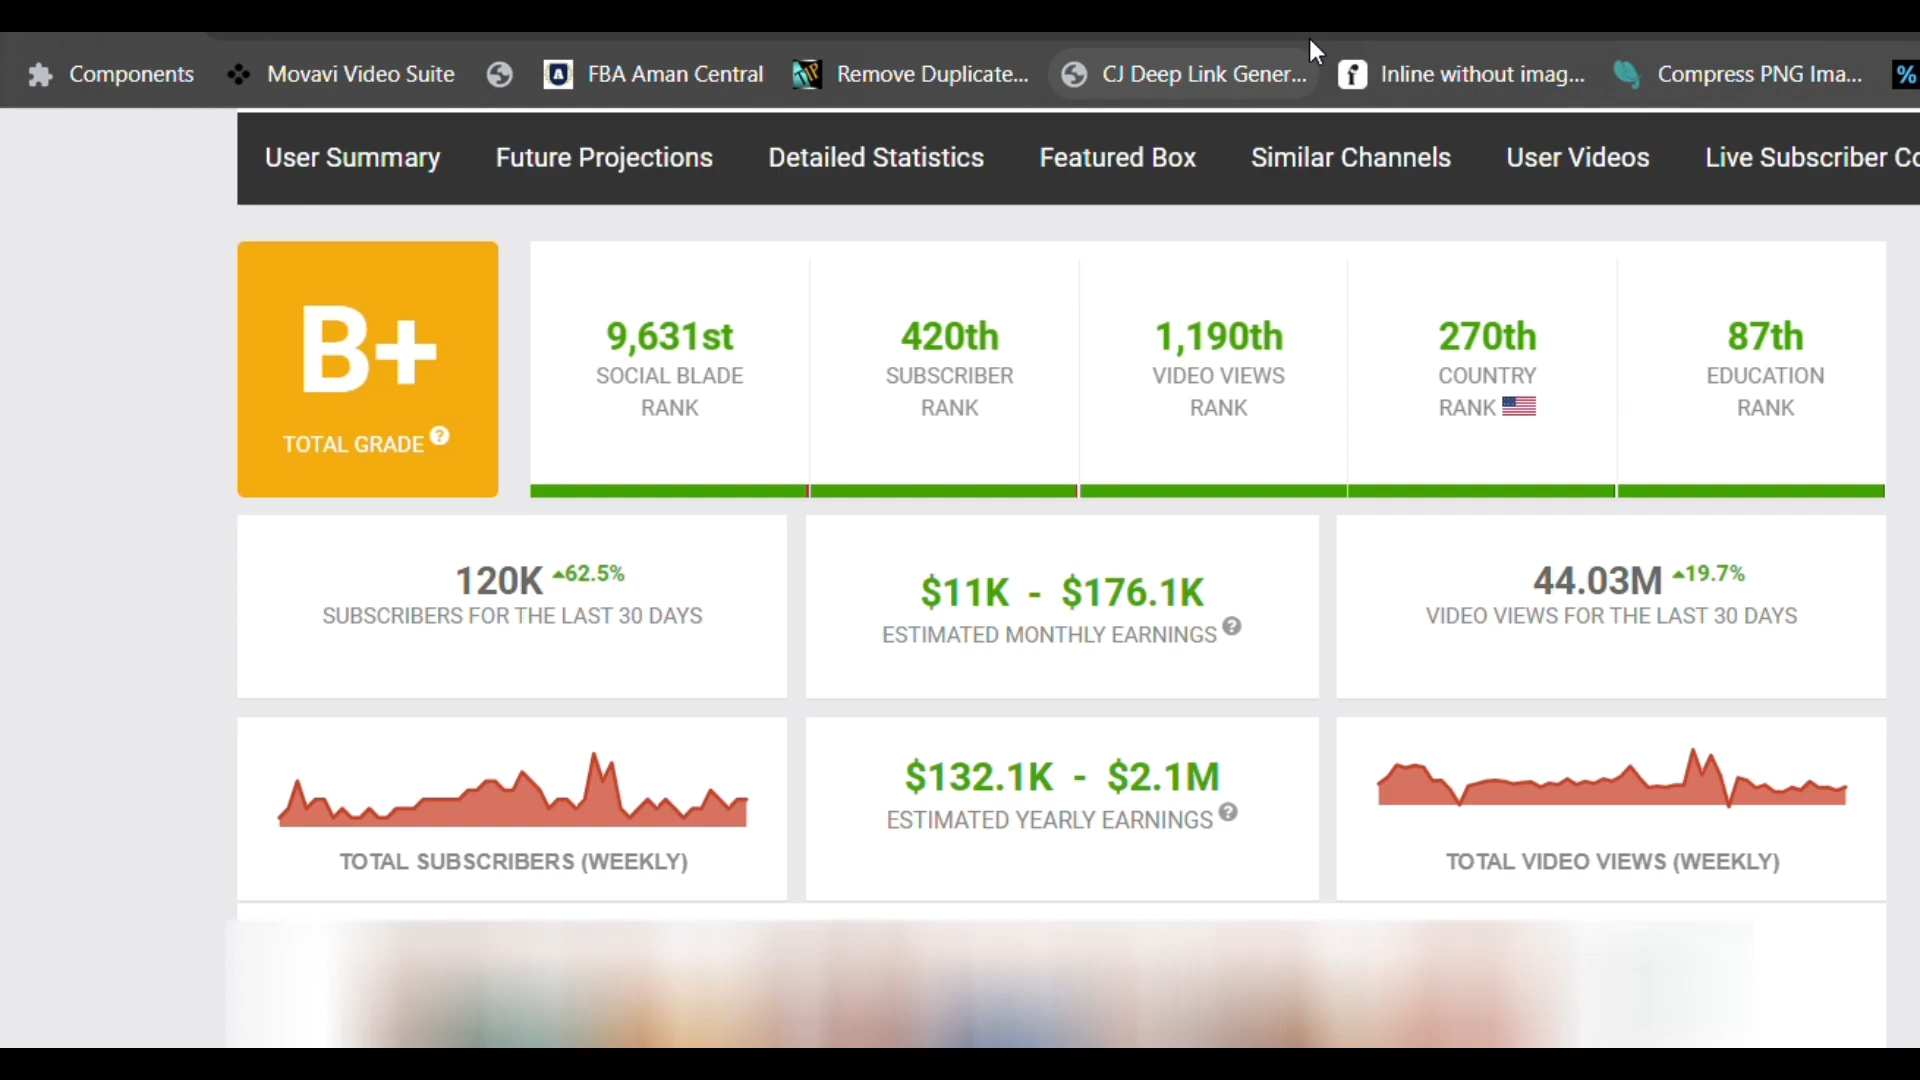 Components Movavi Video Suite FBA Aman Central Remove Duplicate... CJ Deep Link Gener... Inline without imag... Compress PNG Ima... %
User Summary Future Projections Detailed Statistics Featured Box Similar Channels User Videos Live Subscriber Co
B+
TOTAL GRADE ?
9,631st
SOCIAL BLADE
RANK
420th
SUBSCRIBER
RANK
1,190th
VIDEO VIEWS
RANK
270th
COUNTRY
RANK
87th
EDUCATION
RANK
120K 62.5%
SUBSCRIBERS FOR THE LAST 30 DAYS
$11K - $176.1K
ESTIMATED MONTHLY EARNINGS ?
44.03M 19.7%
VIDEO VIEWS FOR THE LAST 30 DAYS
TOTAL SUBSCRIBERS (WEEKLY)
$132.1K - $2.1M
ESTIMATED YEARLY EARNINGS ?
TOTAL VIDEO VIEWS (WEEKLY)